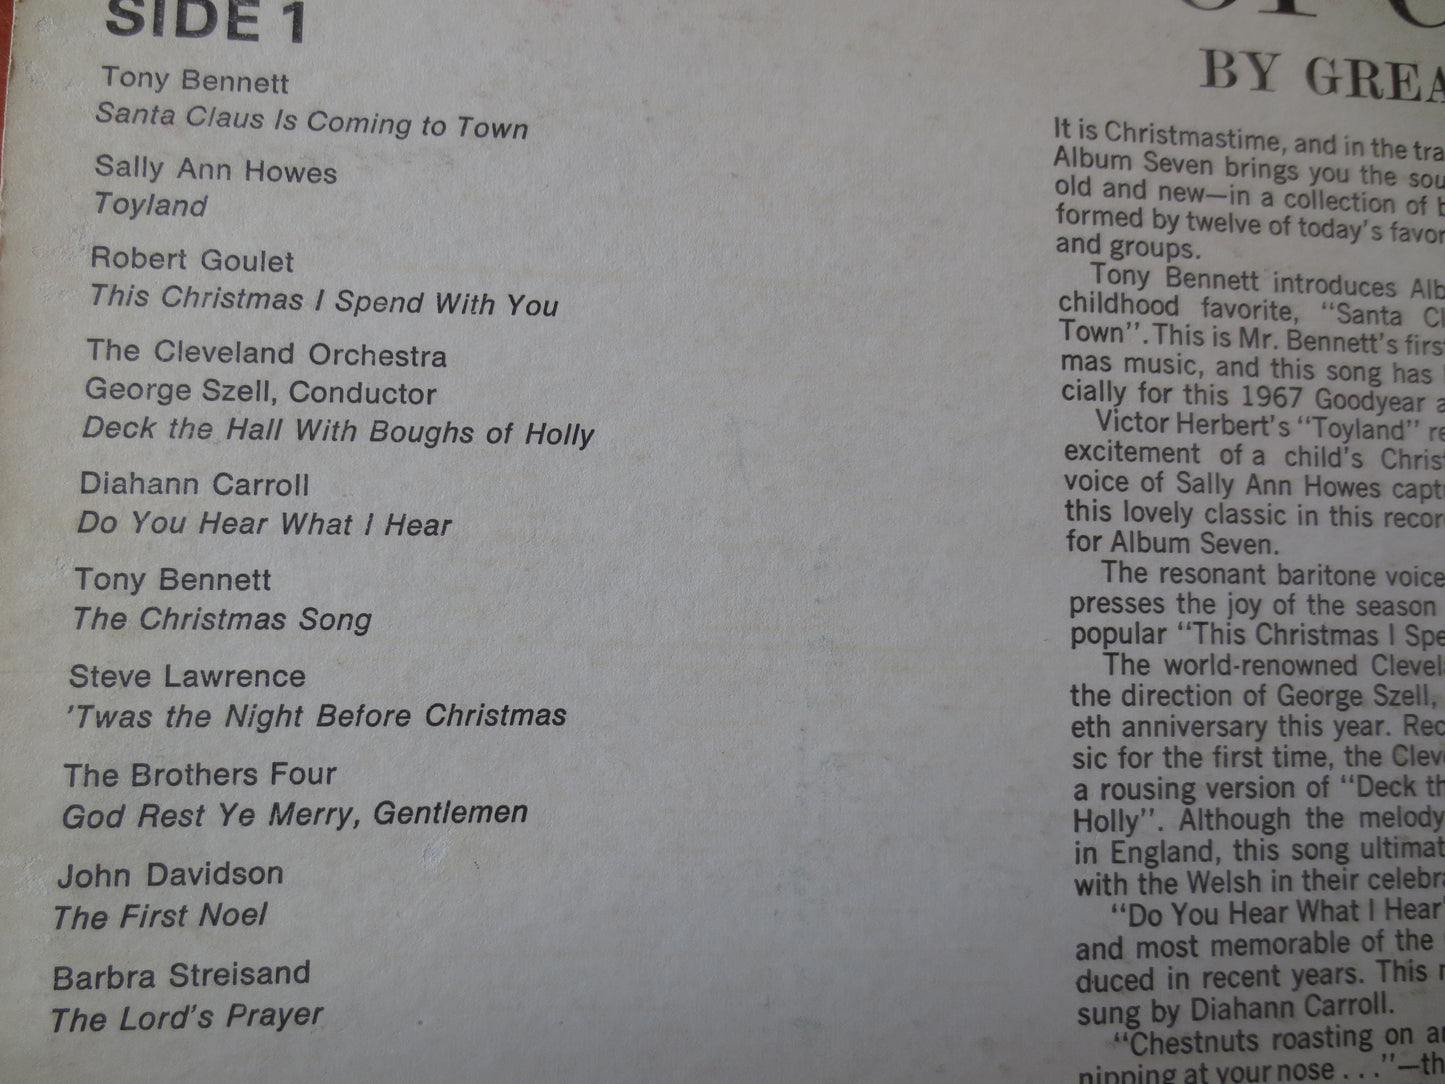 SIDE 1
Tony Bennett
Santa Claus Is Coming to Town
Sally Ann Howes
Toyland
Robert Goulet
This Christmas I Spend With You
The Cleveland Orchestra
George Szell, Conductor
Deck the Hall With Boughs of Holly
Diahann Carroll
Do You Hear What I Hear
Tony Bennett
The Christmas Song
Steve Lawrence
'Twas the Night Before Christmas
The Brothers Four
God Rest Ye Merry, Gentlemen
John Davidson
The First Noel
Barbra Streisand
The Lord's Prayer
BY GREA
It is Christmastime, and in the tra
Album Seven brings you the sou
old and new—in a collection of b
formed by twelve of today's favor
and groups.
Tony Bennett introduces Alb
childhood favorite, "Santa Cl
Town". This is Mr. Bennett's first
mas music, and this song has
cially for this 1967 Goodyear a
Victor Herbert's "Toyland" re
excitement of a child's Christ
voice of Sally Ann Howes captu
this lovely classic in this recor
for Album Seven.
The resonant baritone voice
presses the joy of the season
popular "This Christmas I Spe
The world-renowned Clevela
the direction of George Szell,
eth anniversary this year. Rec
sic for the first time, the Cleve
a rousing version of "Deck th
Holly". Although the melody
in England, this song ultimat
with the Welsh in their celebra
"Do You Hear What I Hear"
and most memorable of the
duced in recent years. This
sung by Diahann Carroll.
"Chestnuts roasting on a
nipping at your nose . . ."—th